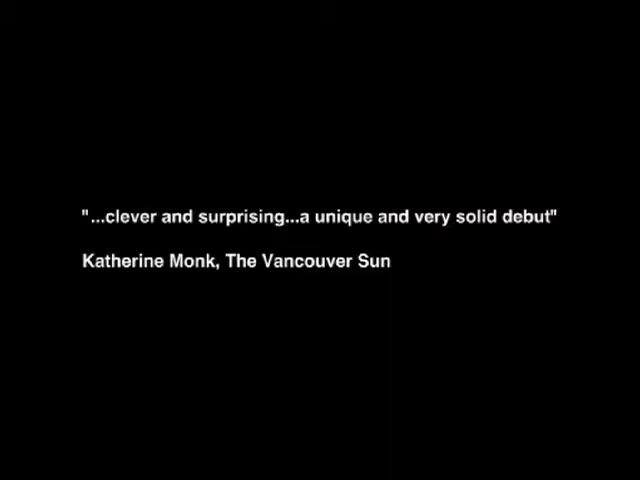 "...clever and surprising...a unique and very solid debut"
Katherine Monk, The Vancouver Sun